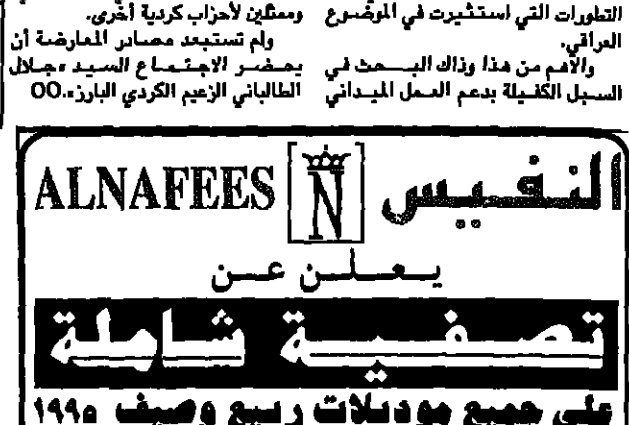 التطورات التي استثيرت في الموضوع
العراقي.
والأهم من هذا وذاك البحث في
السبل الكفيلة بدعم العمل الميداني
وممثلين لأحزاب كردية أخرى.
ولم تستبعد مصادر المعارضة أن
يحضر الاجتماع السيد «جلال
الطالباني الزعيم الكردي البارز».OO
النفيس N ALNAFEES
يعلن عن
تصفية شاملة
على جميع موديلات ربيع وصيف ١٩٩٥